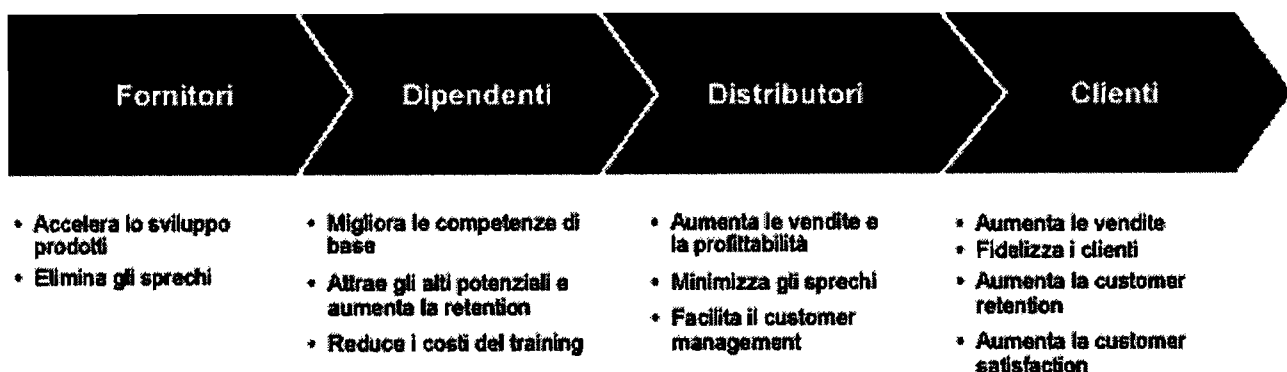 Fornitori
Dipendenti
Distributori
Clienti
• Accelera lo sviluppo
prodotti
• Elimina gli sprechi
• Migliora le competenze di
base
• Attrae gli alti potenziali e
aumenta la retention
• Reduce i costi del training
• Aumenta le vendite e
la profittabilità
• Minimizza gli sprechi
• Facilita il customer
management
• Aumenta le vendite
• Fidelizza i clienti
• Aumenta la customer
retention
• Aumenta la customer
satisfaction